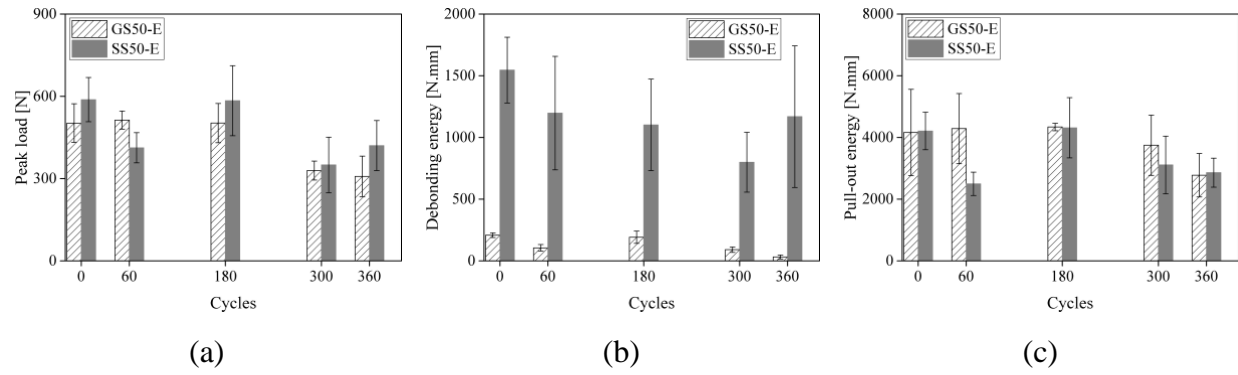 900
600
300
0
Peak load [N]
GS50-E
SS50-E
0 60 180 300 360
Cycles
(a)
2000
1500
1000
500
0
Debonding energy [N.mm]
GS50-E
SS50-E
0 60 180 300 360
Cycles
(b)
8000
6000
4000
2000
0
Pull-out energy [N.mm]
GS50-E
SS50-E
0 60 180 300 360
Cycles
(c)